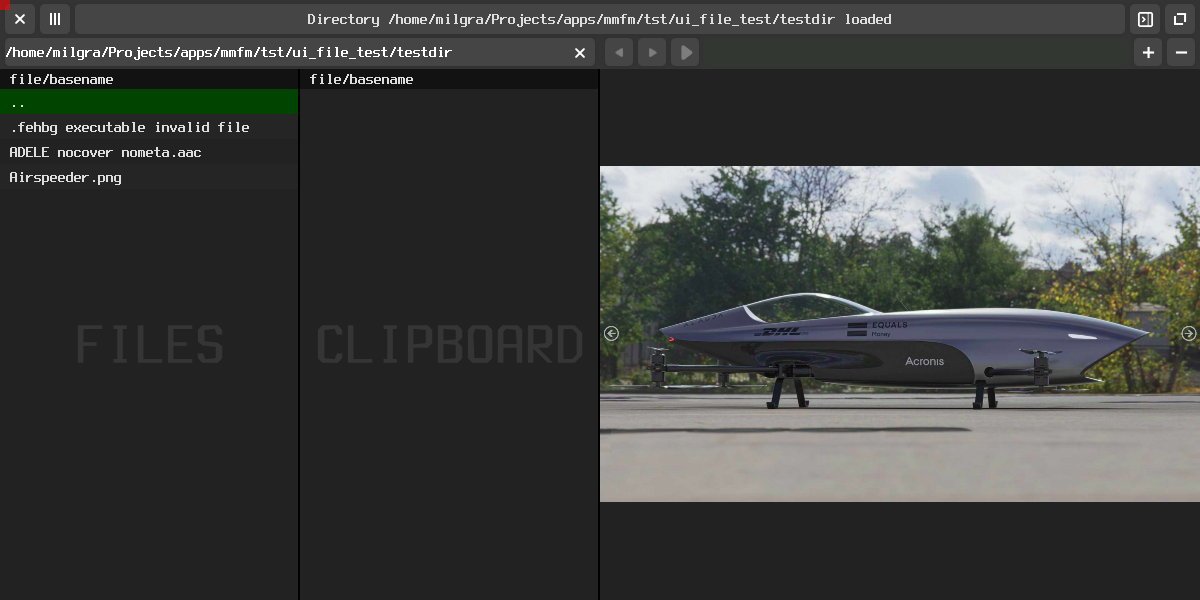 Directory /home/milgra/Projects/apps/mmfm/tst/ui_file_test/testdir loaded
/home/milgra/Projects/apps/mmfm/tst/ui_file_test/testdir
file/basename
file/basename
..
.fehbg executable invalid file
ADELE nocover nometa.aac
Airspeeder.png
FILES
CLIPBOARD
DHL
EQUALS
Money
Acronis